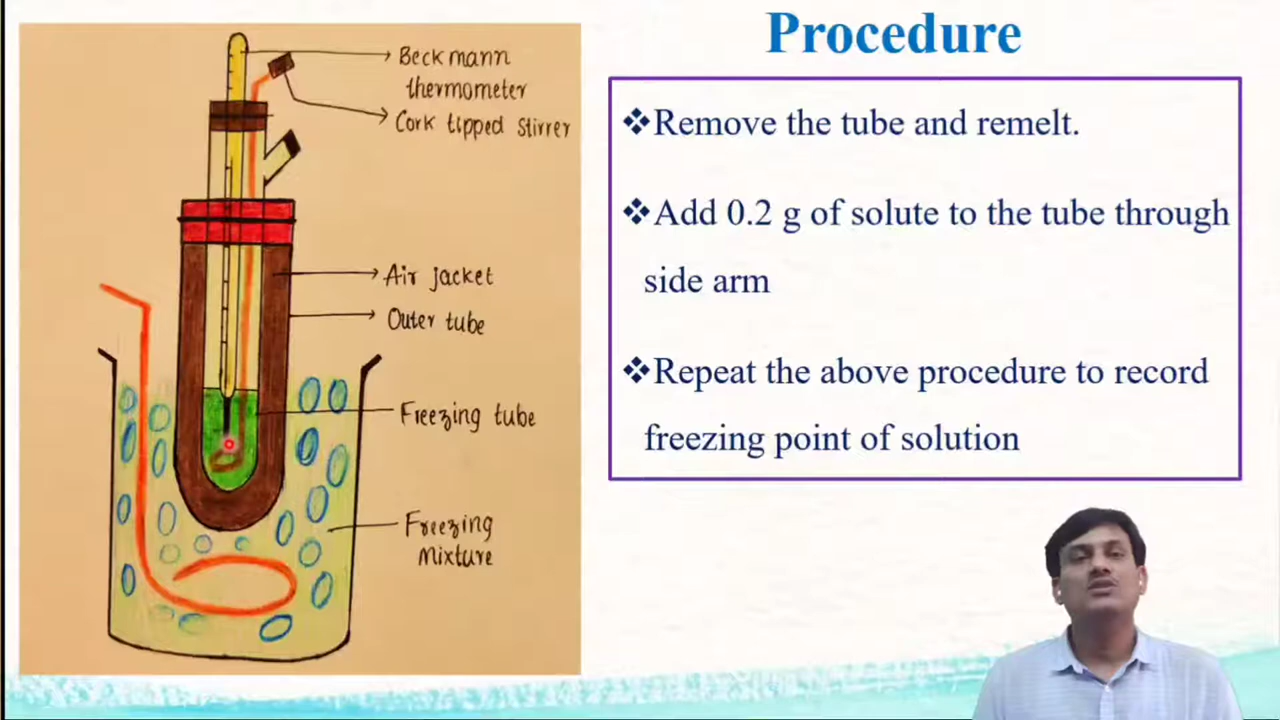 Procedure
Beckmann
thermometer
Cork tipped stirrer
Air jacket
Outer tube
Freezing tube
Freezing
Mixture
❖Remove the tube and remelt.
❖Add 0.2 g of solute to the tube through
side arm
❖Repeat the above procedure to record
freezing point of solution